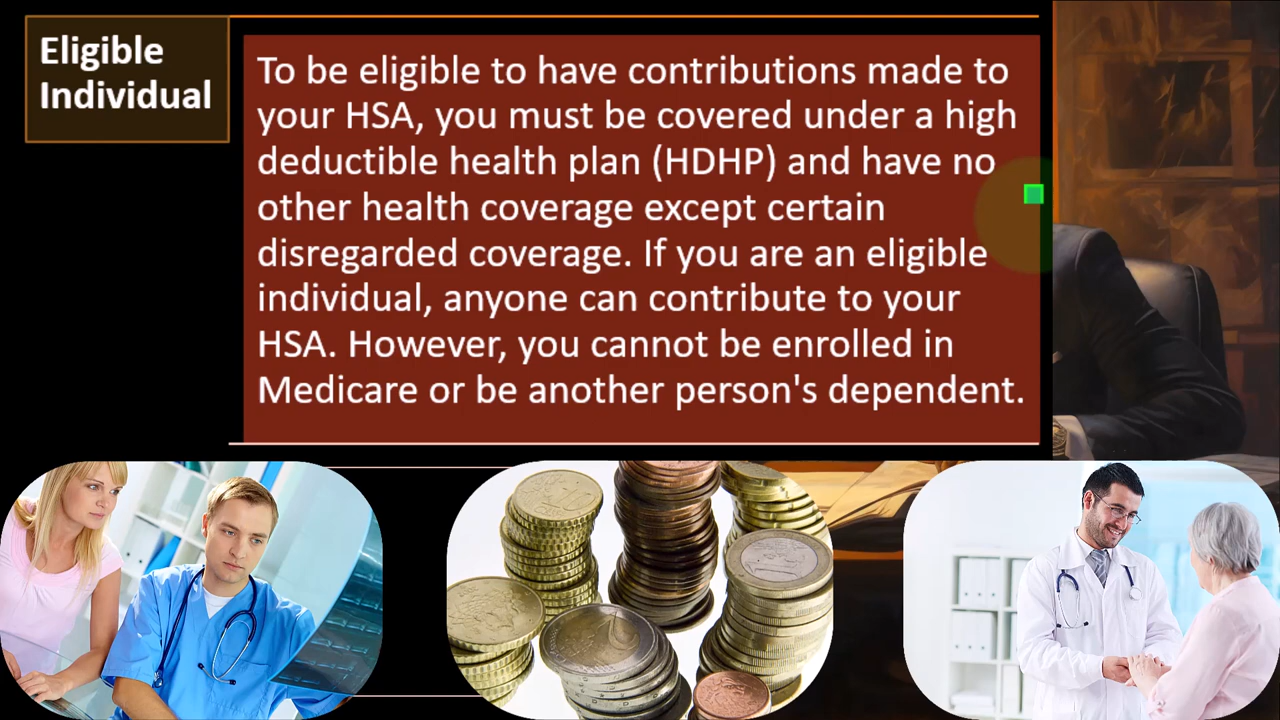 Eligible
Individual
To be eligible to have contributions made to
your HSA, you must be covered under a high
deductible health plan (HDHP) and have no
other health coverage except certain
disregarded coverage. If you are an eligible
individual, anyone can contribute to your
HSA. However, you cannot be enrolled in
Medicare or be another person's dependent.